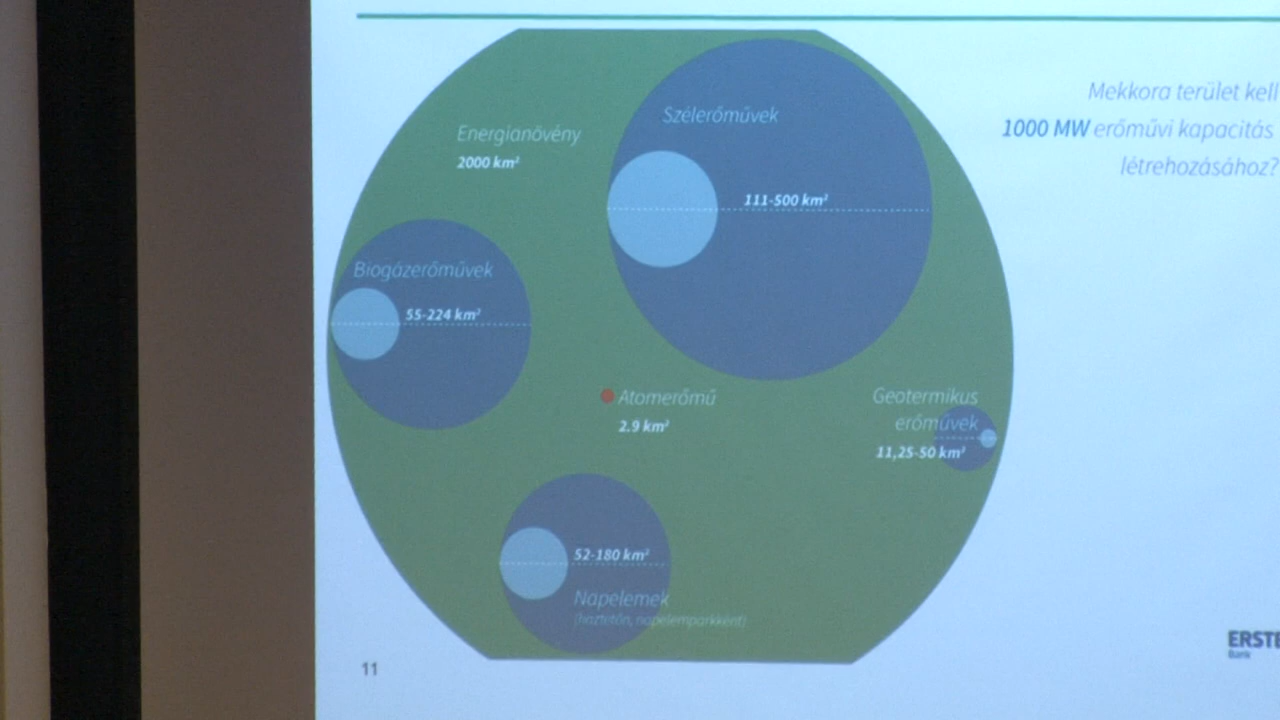 Mekkora terület kell
1000 MW erőművi kapacitás
létrehozásához?
Energianövény
2000 km²
Szélerőművek
111-500 km²
Biogázerőművek
55-224 km²
Atomerőmű
2.9 km²
Geotermikus
erőművek
11,25-50 km²
52-180 km²
Napelemek
(háztetőn, napelemparkként)
ERSTE
Bank
11